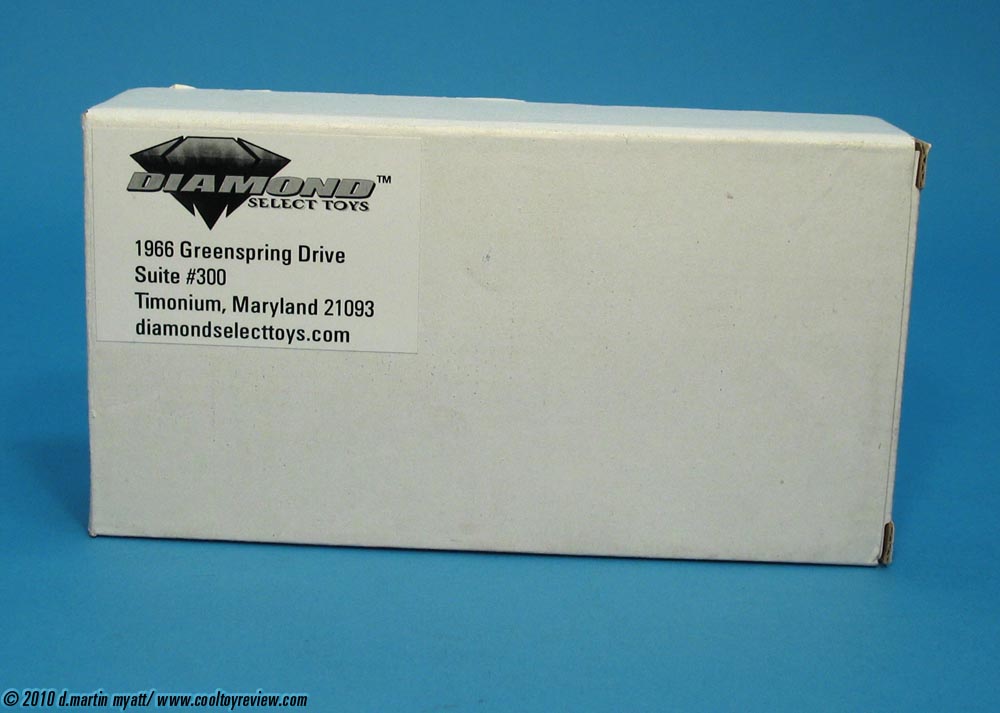 DIAMOND™
SELECT TOYS
1966 Greenspring Drive
Suite #300
Timonium, Maryland 21093
diamondselecttoys.com
© 2010 d.martin myatt/ www.cooltoyreview.com